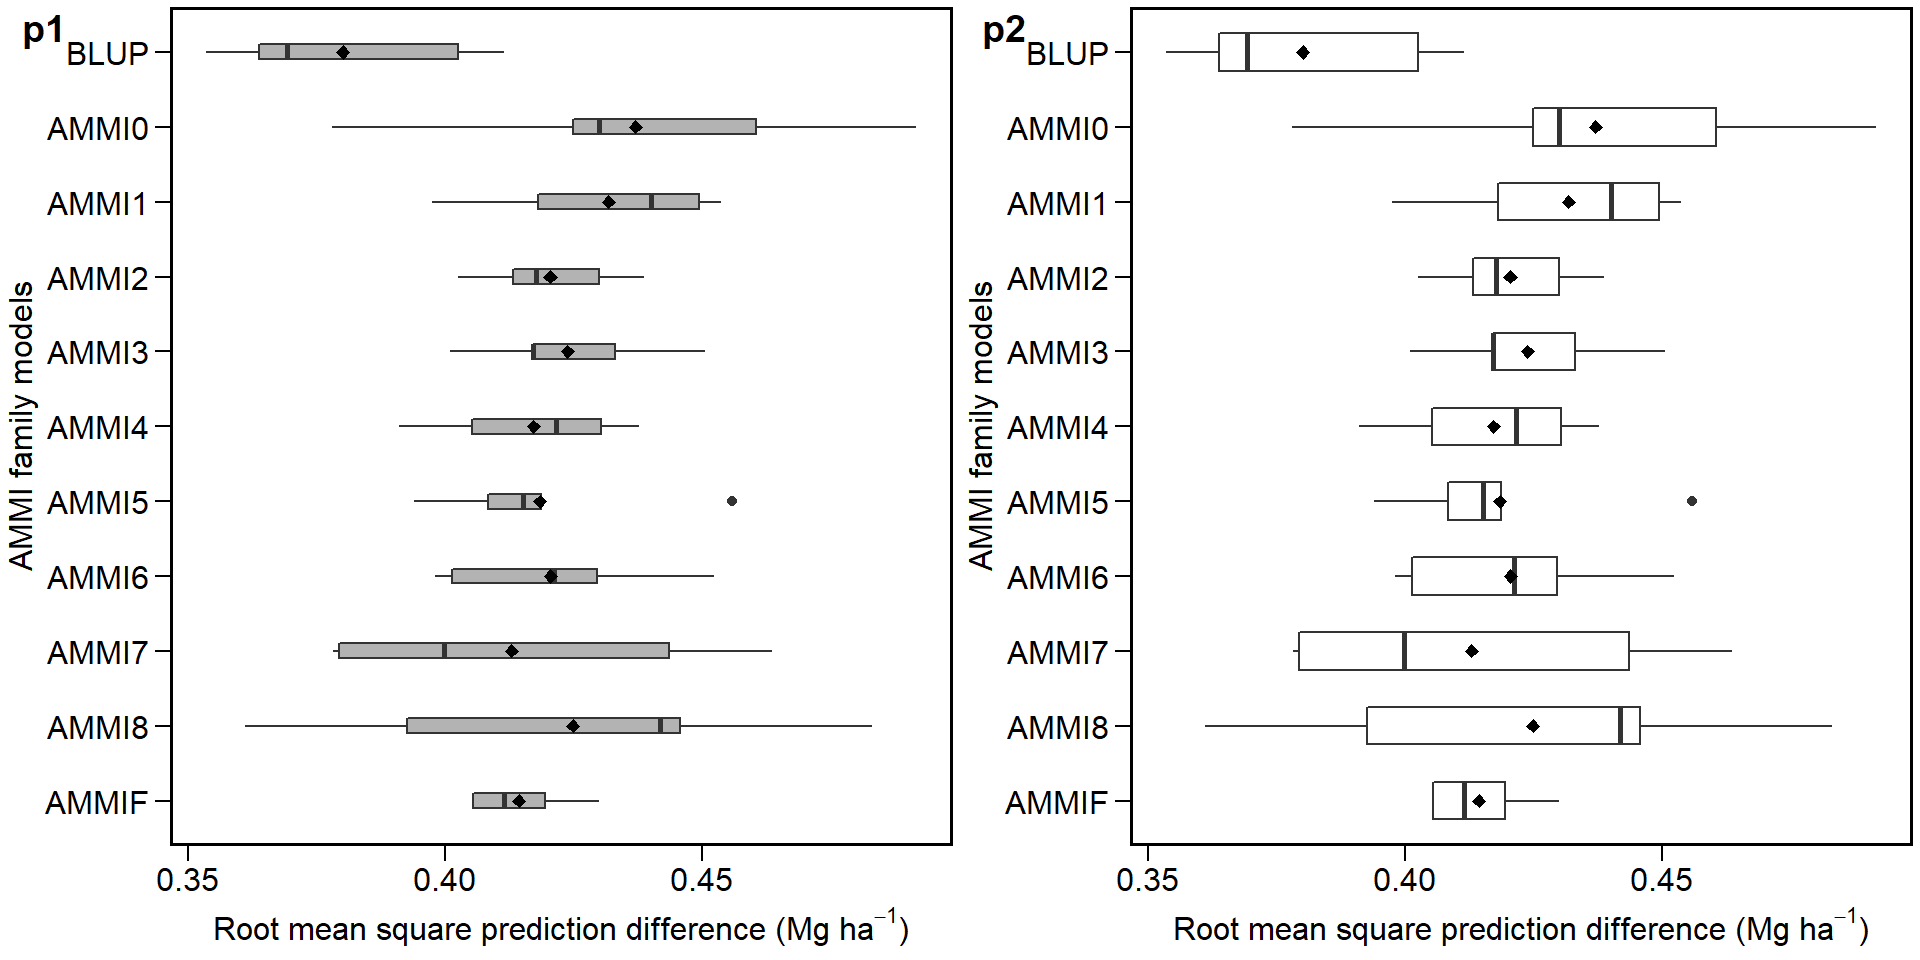 p1
BLUP
AMMI0
AMMI1
AMMI2
AMMI3
AMMI4
AMMI5
AMMI6
AMMI7
AMMI8
AMMIF
AMMI family models
0.35 0.40 0.45
Root mean square prediction difference (Mg ha⁻¹)
p2
BLUP
AMMI0
AMMI1
AMMI2
AMMI3
AMMI4
AMMI5
AMMI6
AMMI7
AMMI8
AMMIF
AMMI family models
0.35 0.40 0.45
Root mean square prediction difference (Mg ha⁻¹)